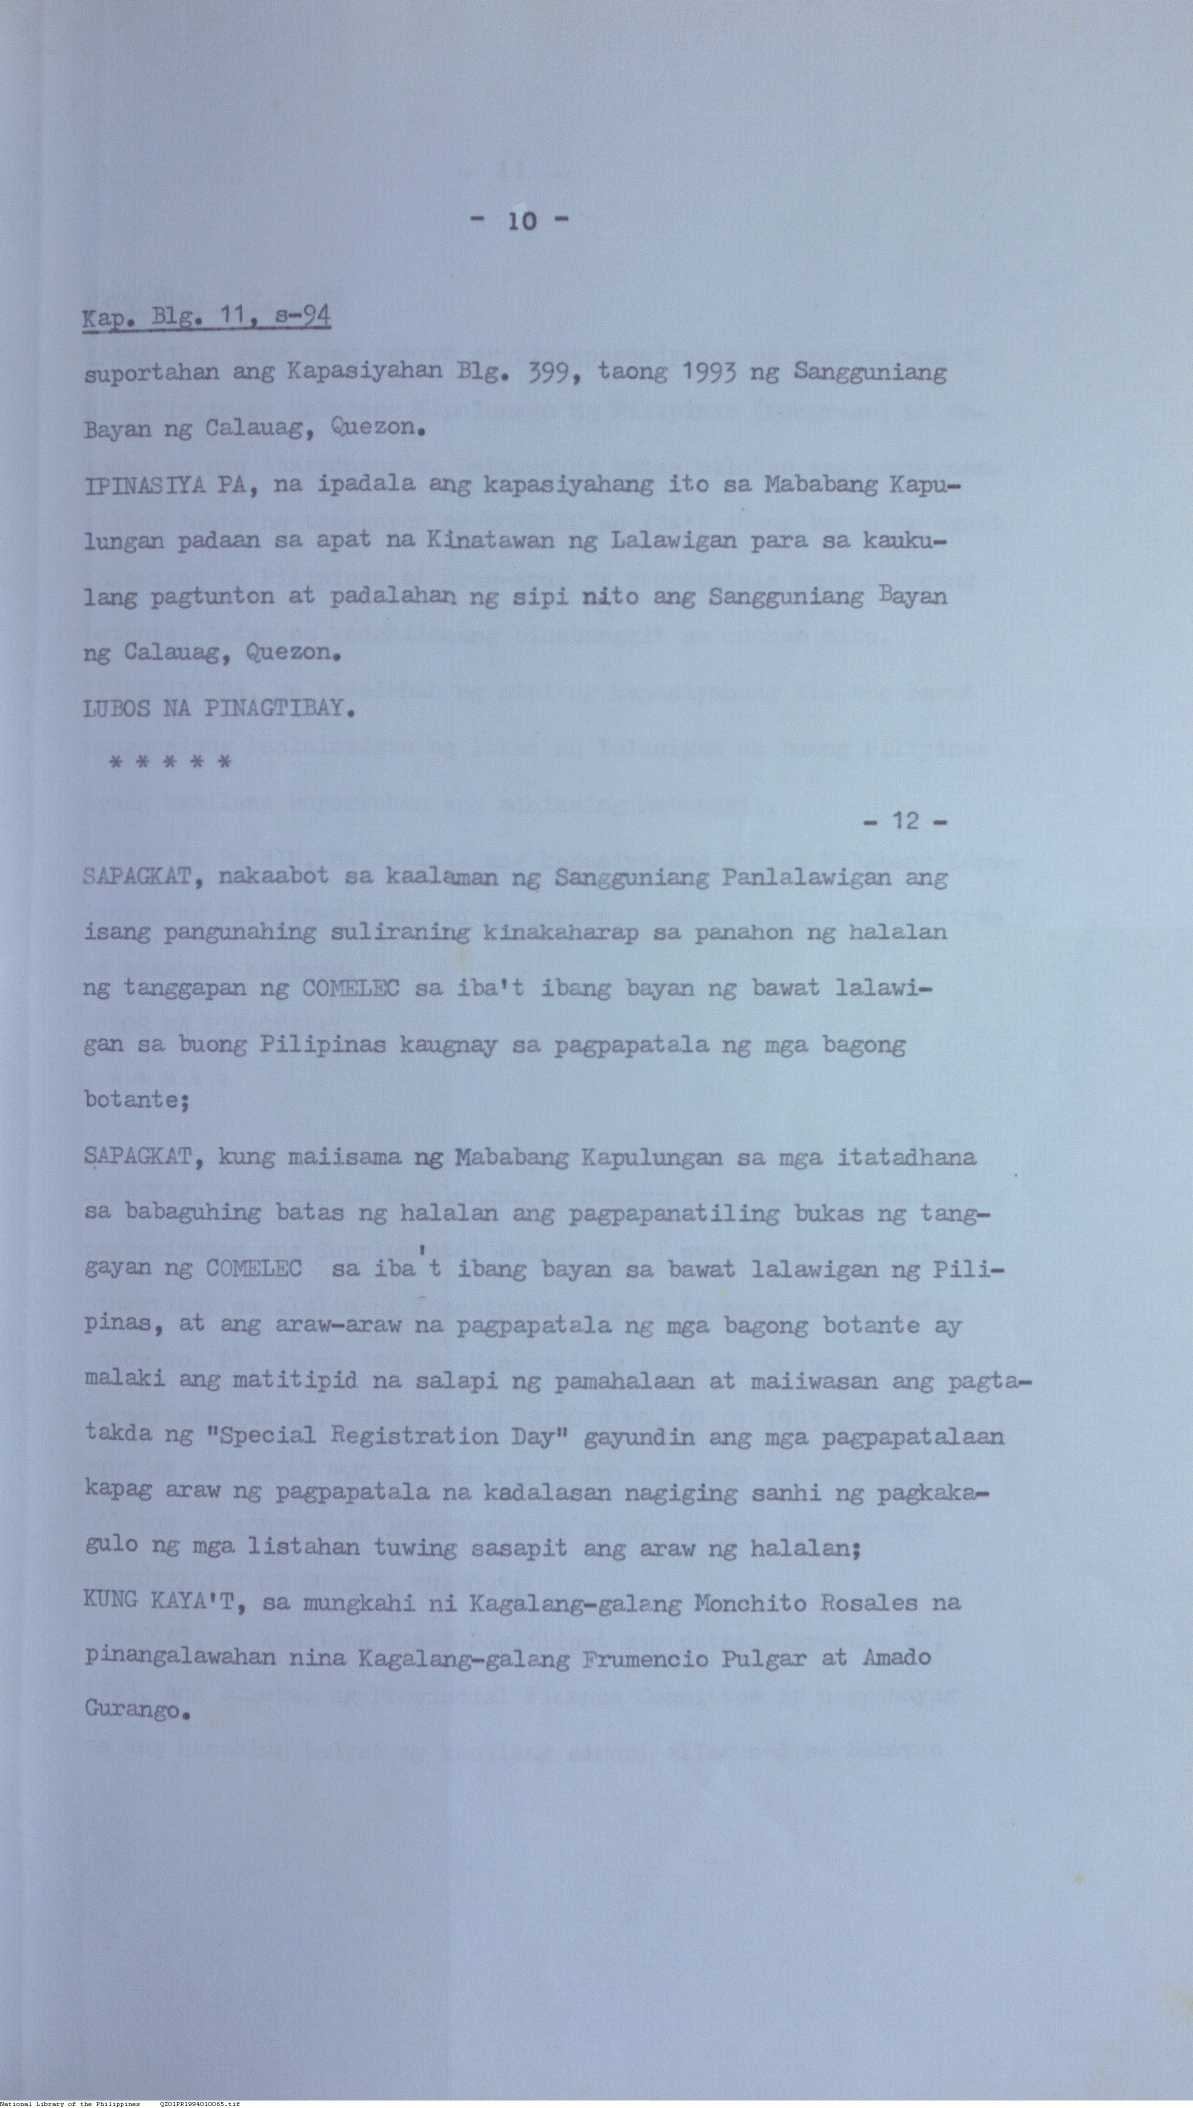 - 10 -
Kap. Blg. 11, s-94
suportahan ang Kapasiyahan Blg. 399, taong 1993 ng Sangguniang
Bayan ng Calauag, Quezon.
IPINASIYA PA, na ipadala ang kapasiyahang ito sa Mababang Kapu-
lungan padaan sa apat na Kinatawan ng Lalawigan para sa kauku-
lang pagtunton at padalahan ng sipi nito ang Sangguniang Bayan
ng Calauag, Quezon.
LUBOS NA PINAGTIBAY.
* * * * *
- 12 -
SAPAGKAT, nakaabot sa kaalaman ng Sangguniang Panlalawigan ang
isang pangunahing suliraning kinakaharap sa panahon ng halalan
ng tanggapan ng COMELEC sa iba't ibang bayan ng bawat lalawi-
gan sa buong Pilipinas kaugnay sa pagpapatala ng mga bagong
botante;
SAPAGKAT, kung maiisama ng Mababang Kapulungan sa mga itatadhana
sa babaguhing batas ng halalan ang pagpapanatiling bukas ng tang-
gayan ng COMELEC sa iba't ibang bayan sa bawat lalawigan ng Pili-
pinas, at ang araw-araw na pagpapatala ng mga bagong botante ay
malaki ang matitipid na salapi ng pamahalaan at maiiwasan ang pagta-
takda ng "Special Registration Day" gayundin ang mga pagpapatalaan
kapag araw ng pagpapatala na kadalasan nagiging sanhi ng pagkaka-
gulo ng mga listahan tuwing sasapit ang araw ng halalan;
KUNG KAYA'T, sa mungkahi ni Kagalang-galang Monchito Rosales na
pinangalawahan nina Kagalang-galang Frumencio Pulgar at Amado
Gurango.
National Library of the Philippines QZ01PR1994010065.tif